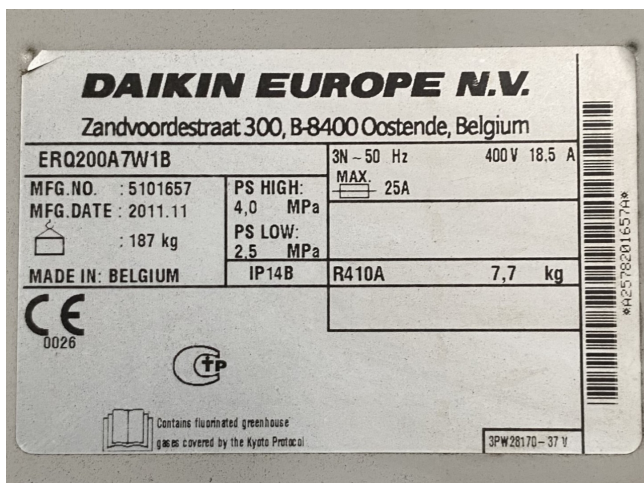 DAIKIN EUROPE N.V.
Zandvoordestraat 300, B-8400 Oostende, Belgium
ERQ200A7W1B
3N ~ 50 Hz 400 V 18,5 A
MAX.
25A
MFG.NO. : 5101657
MFG.DATE : 2011.11
: 187 kg
MADE IN: BELGIUM
PS HIGH:
4,0 MPa
PS LOW:
2,5 MPa
IP14B
R410A 7,7 kg
CE
0026
CTP
Contains fluorinated greenhouse
gases covered by the Kyoto Protocol
3PW28170-37 V
*A2578201657A*